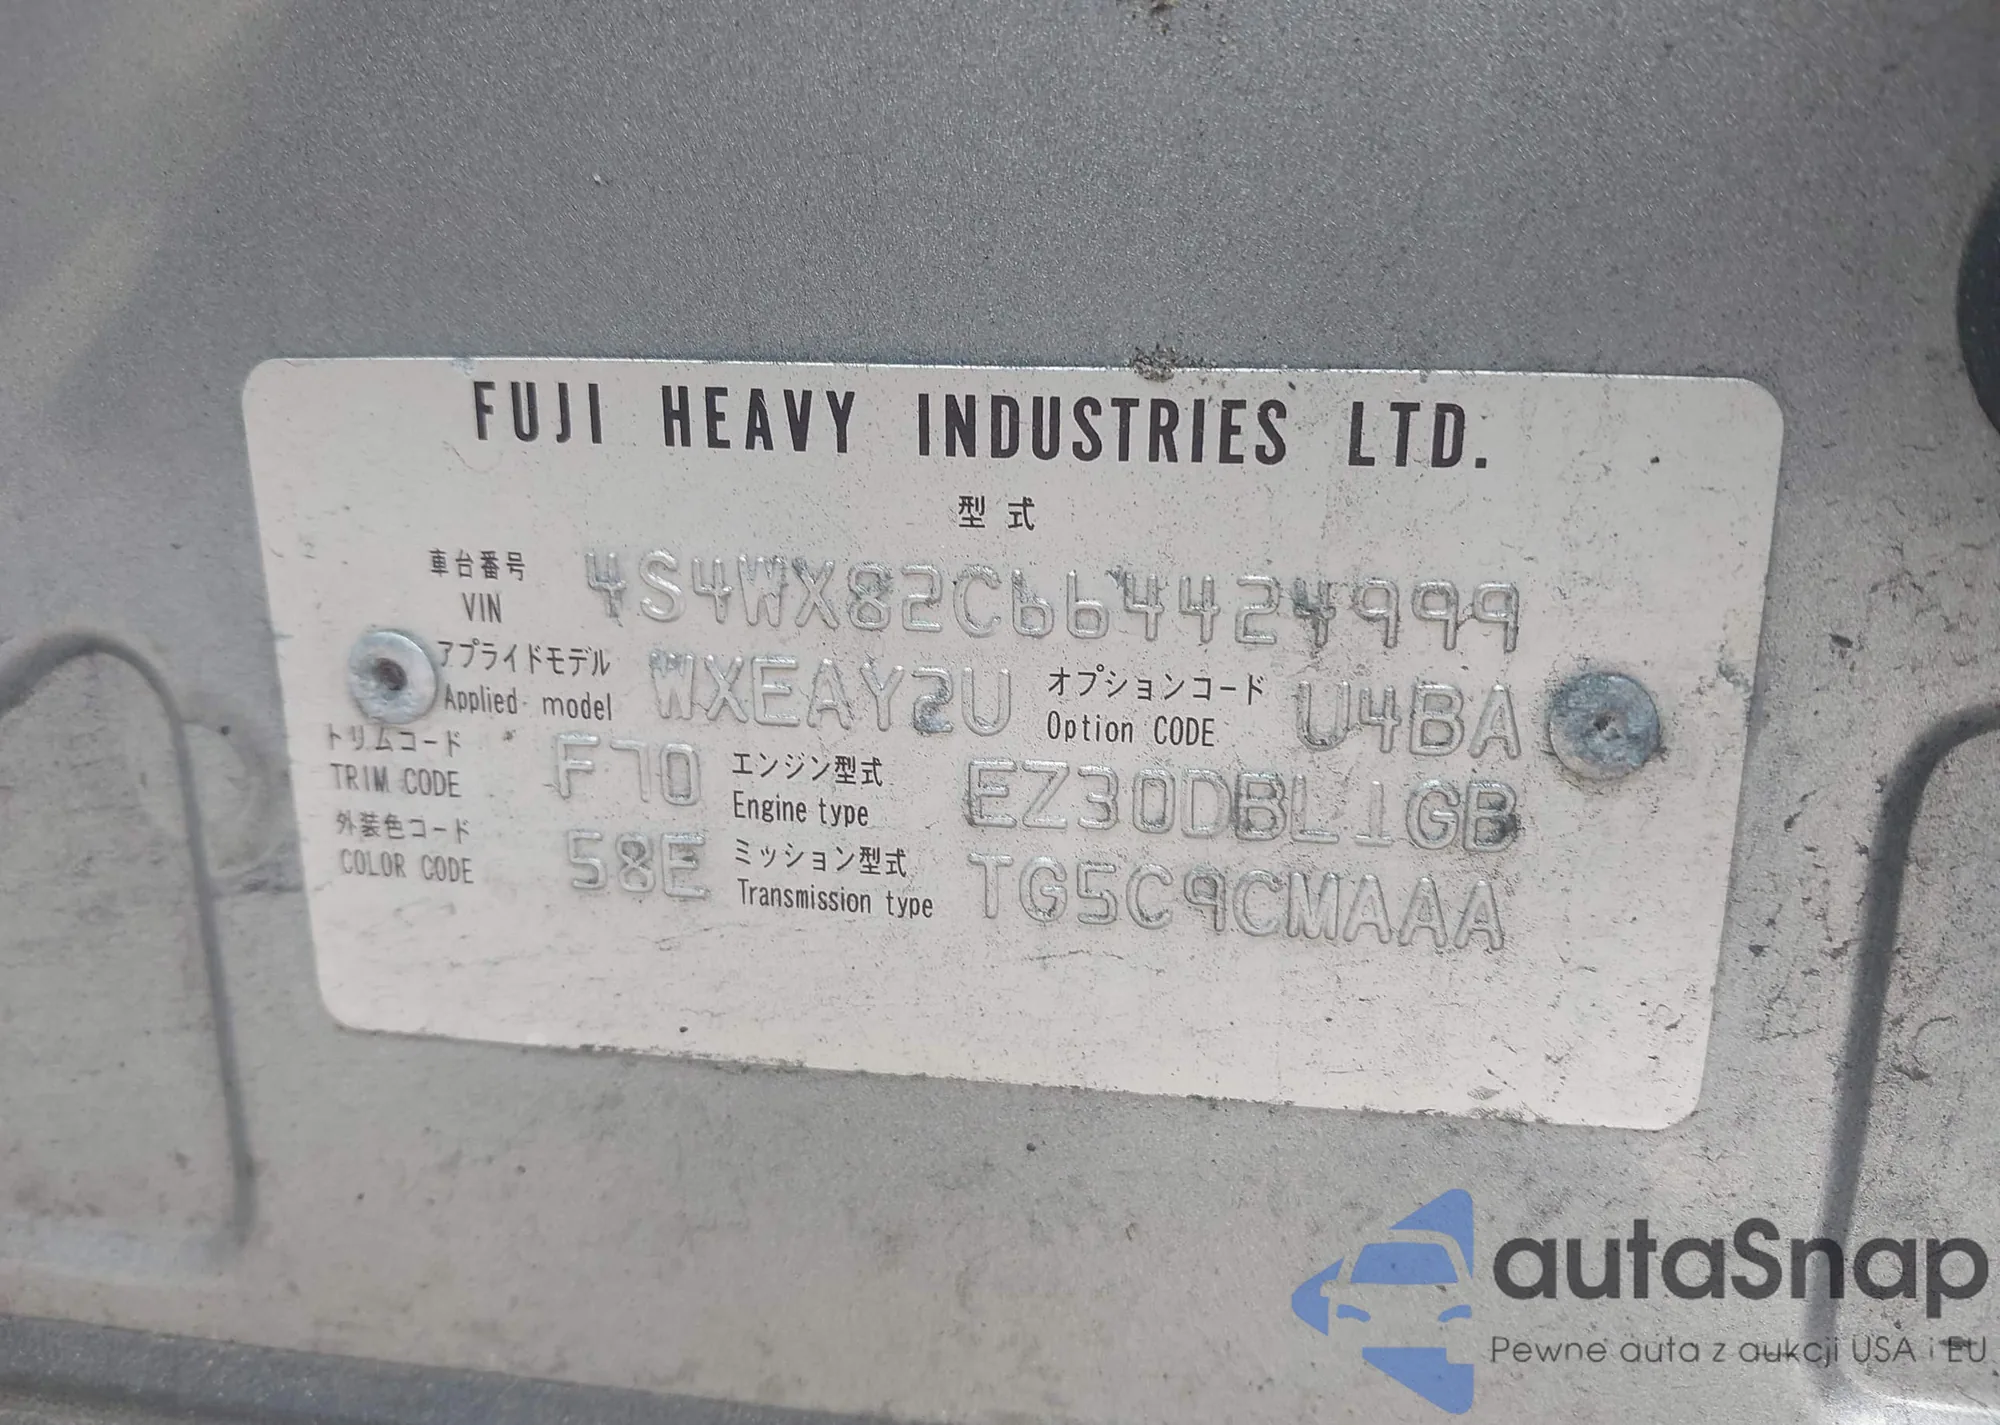 FUJI HEAVY INDUSTRIES LTD.
型式
車台番号
VIN 4S4WX82C664424999
アプライドモデル
Applied model WXEAY2U
オプションコード
Option CODE U4BA
トリムコード
TRIM CODE F70
エンジン型式
Engine type EZ30DBL1GB
外装色コード
COLOR CODE 58E
ミッション型式
Transmission type TG5C9CMAAA
autaSnap
Pewne auta z aukcji USA i EU